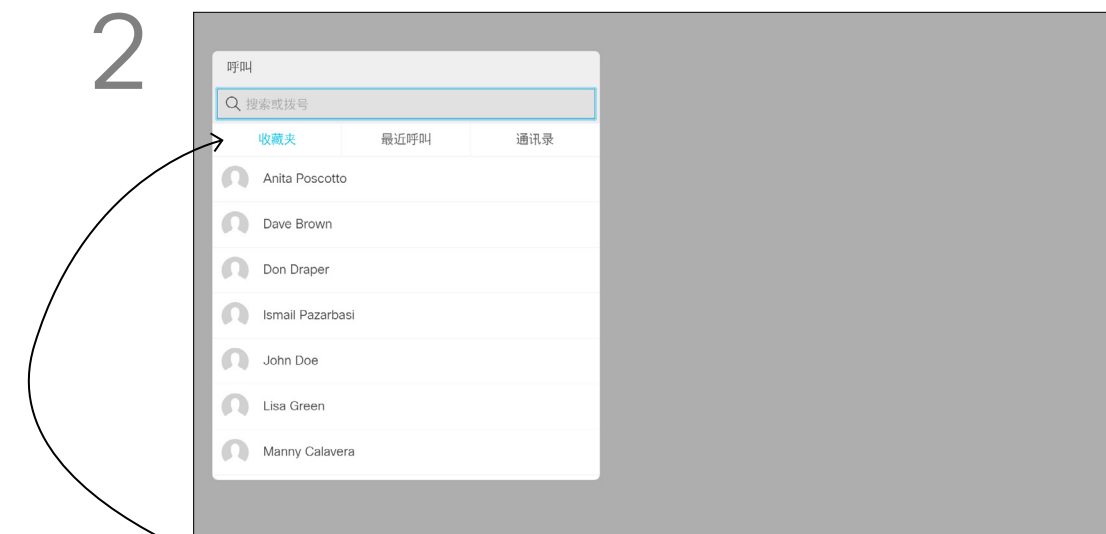 2
呼叫
搜索或拨号
收藏夹 最近呼叫 通讯录
Anita Poscotto
Dave Brown
Don Draper
Ismail Pazarbasi
John Doe
Lisa Green
Manny Calavera